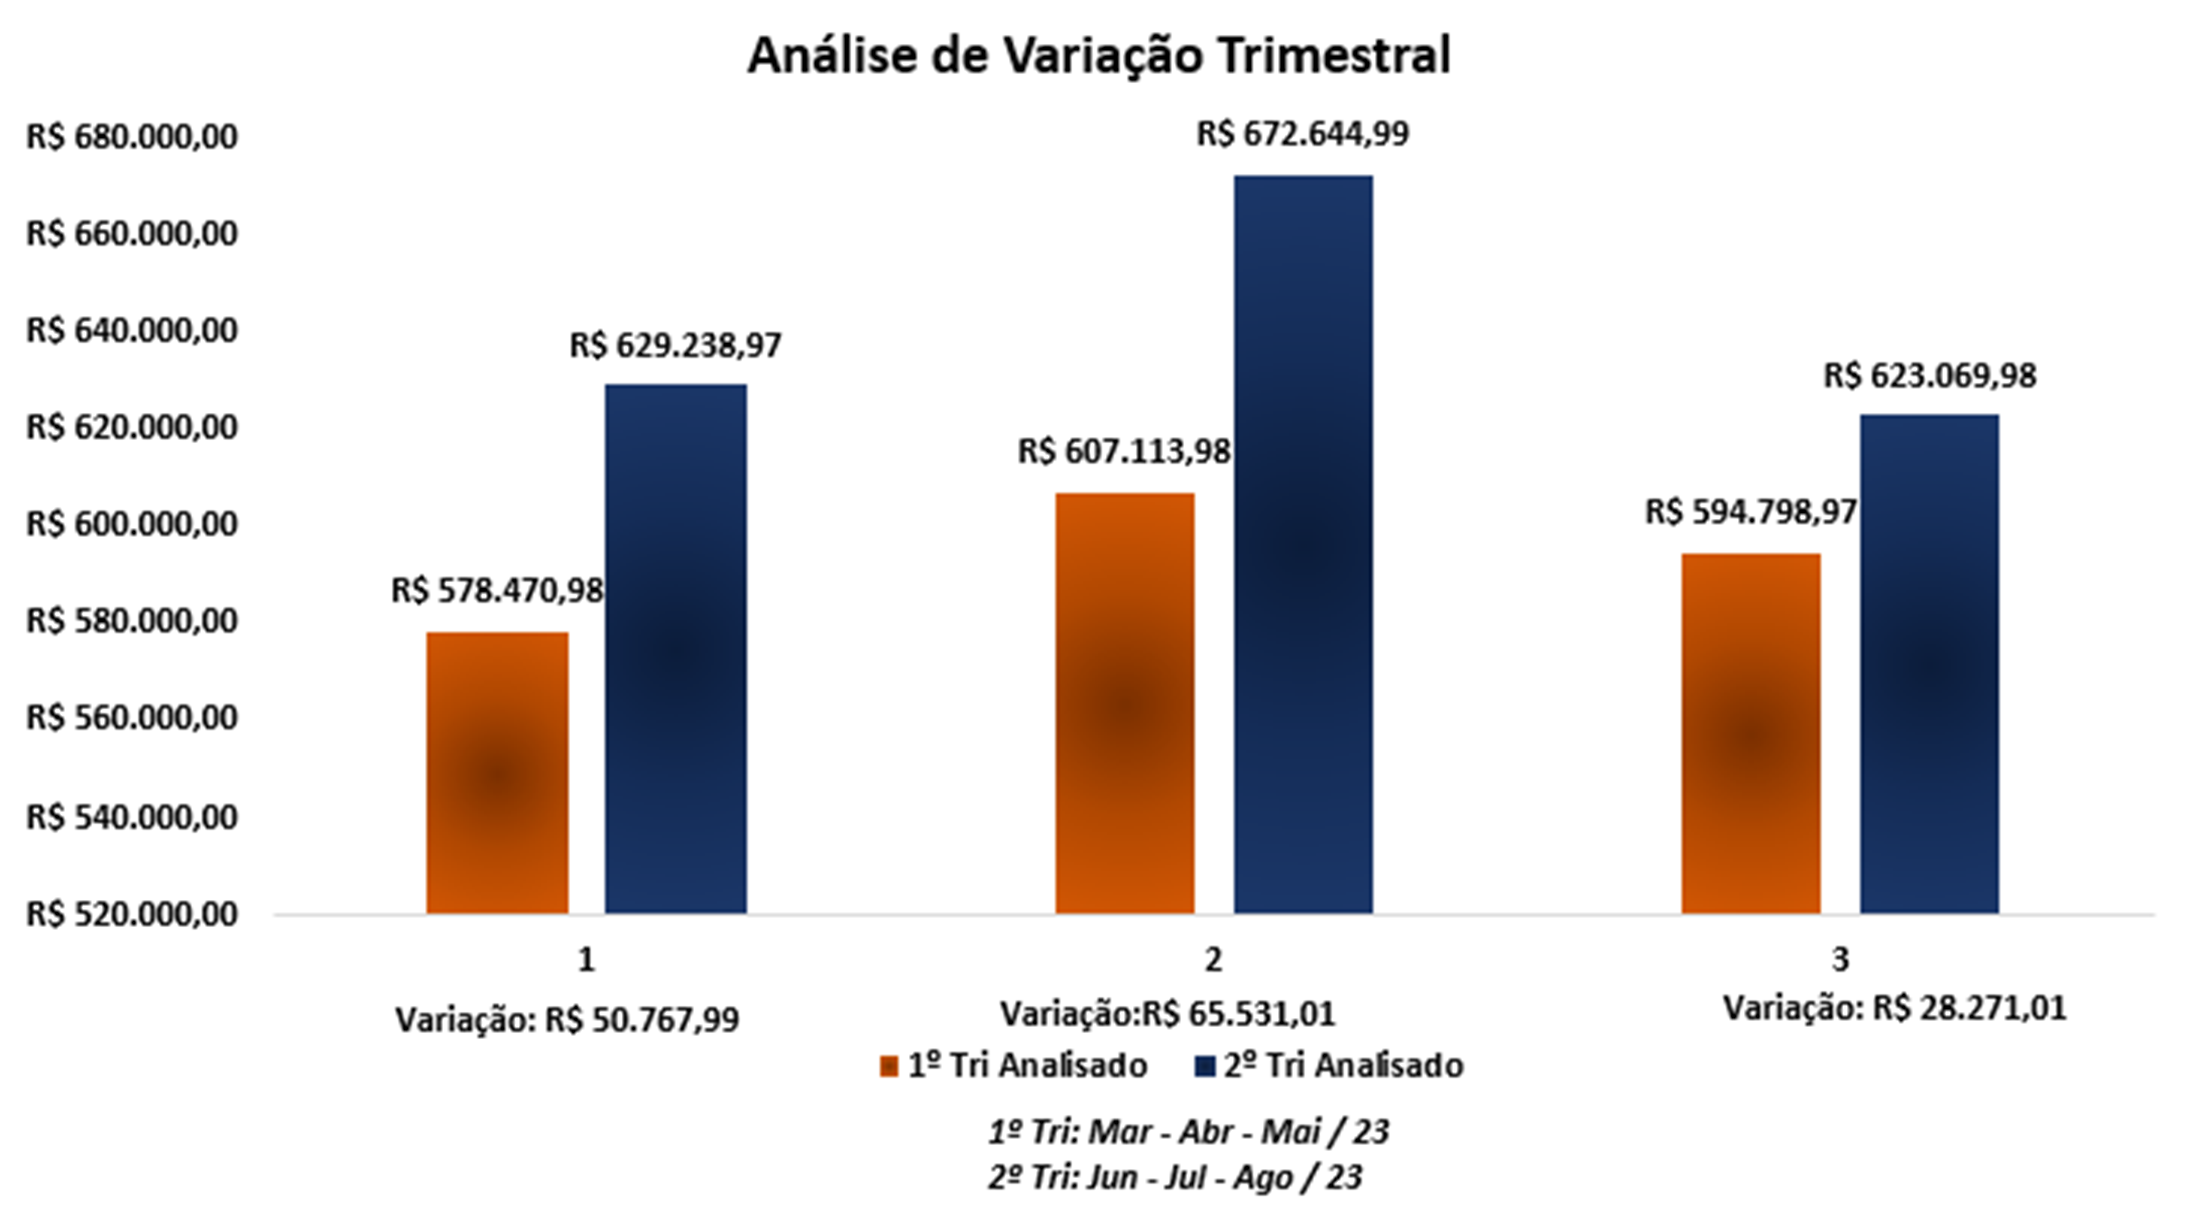 Análise de Variação Trimestral
R$ 680.000,00
R$ 660.000,00
R$ 640.000,00
R$ 620.000,00
R$ 600.000,00
R$ 580.000,00
R$ 560.000,00
R$ 540.000,00
R$ 520.000,00
R$ 578.470,98
R$ 629.238,97
R$ 607.113,98
R$ 672.644,99
R$ 594.798,97
R$ 623.069,98
1
2
3
Variação: R$ 50.767,99
Variação:R$ 65.531,01
Variação: R$ 28.271,01
1º Tri Analisado
2º Tri Analisado
1º Tri: Mar - Abr - Mai / 23
2º Tri: Jun - Jul - Ago / 23